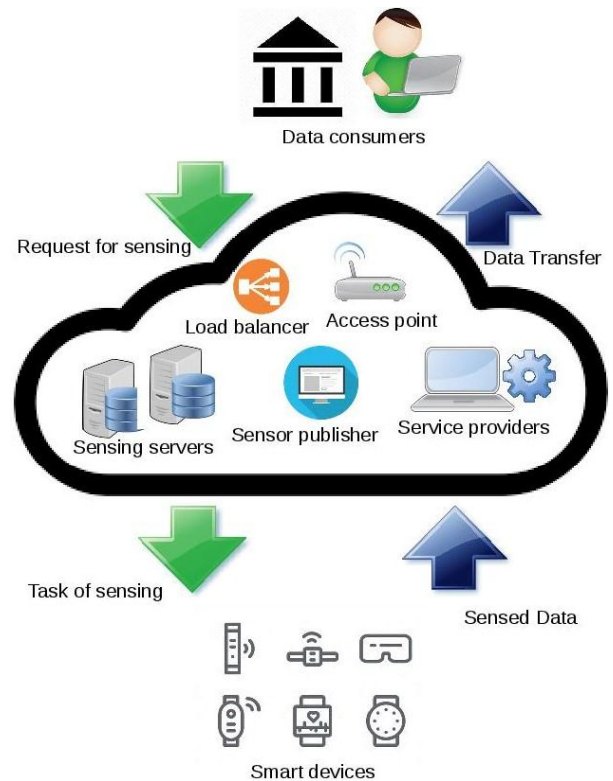 Data consumers
Request for sensing
Data Transfer
Load balancer
Access point
Sensing servers
Sensor publisher
Service providers
Task of sensing
Sensed Data
Smart devices